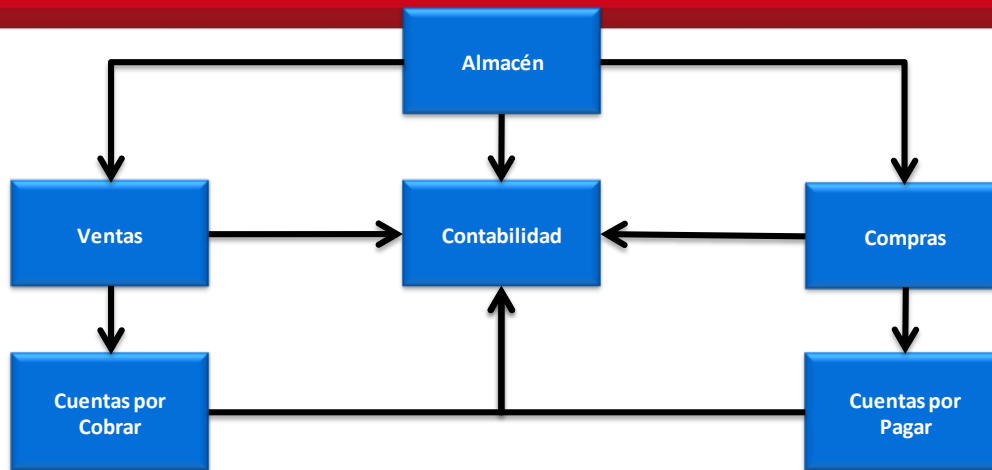 Almacén
Ventas
Contabilidad
Compras
Cuentas por
Cobrar
Cuentas por
Pagar